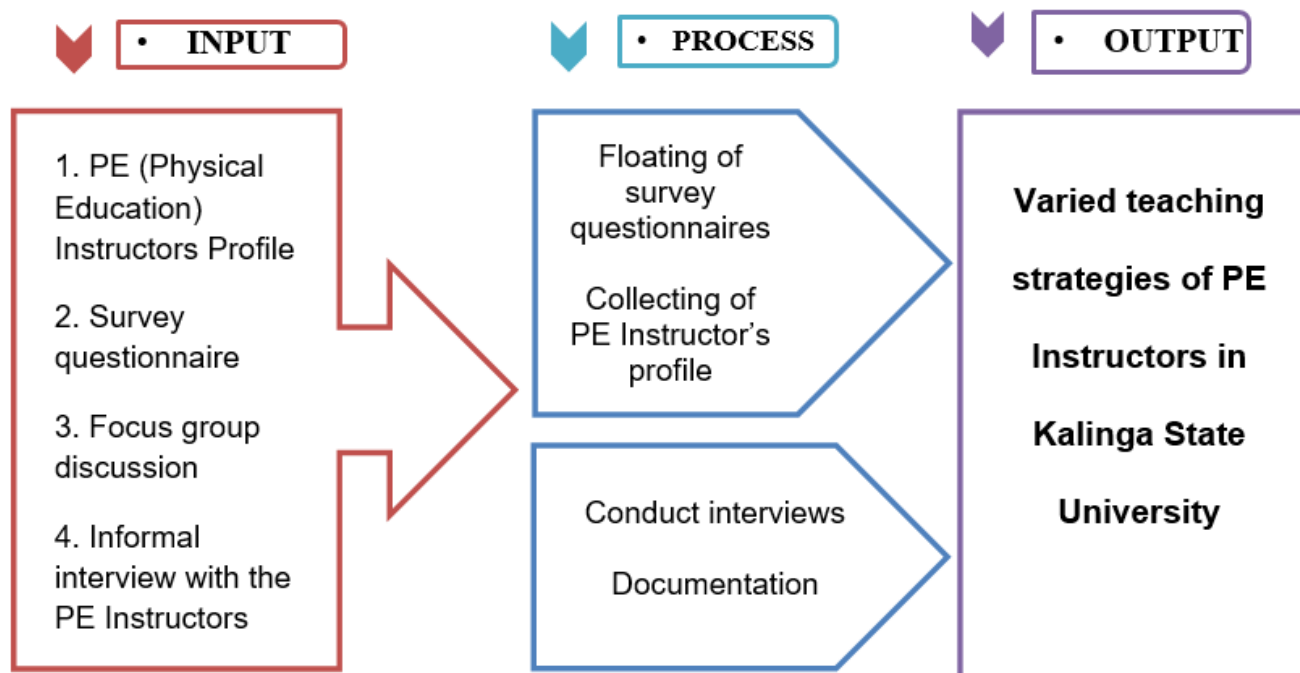 • INPUT
1. PE (Physical
Education)
Instructors Profile
2. Survey
questionnaire
3. Focus group
discussion
4. Informal
interview with the
PE Instructors
• PROCESS
Floating of
survey
questionnaires
Collecting of
PE Instructor’s
profile
Conduct interviews
Documentation
• OUTPUT
Varied teaching
strategies of PE
Instructors in
Kalinga State
University